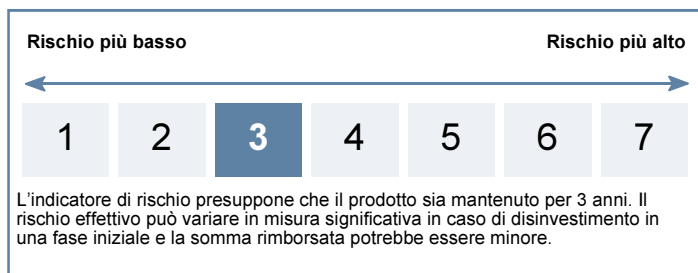 Rischio più basso Rischio più alto
1 2 3 4 5 6 7
L'indicatore di rischio presuppone che il prodotto sia mantenuto per 3 anni. Il
rischio effettivo può variare in misura significativa in caso di disinvestimento in
una fase iniziale e la somma rimborsata potrebbe essere minore.